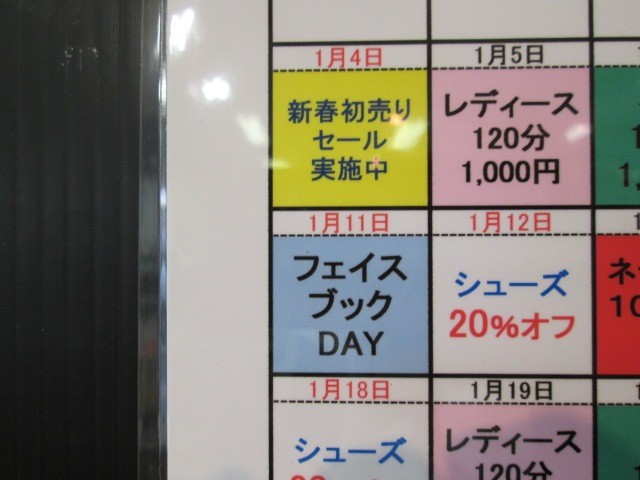 1月4日
1月5日
新春初売り
セール
実施中
レディース
120分
1,000円
1月11日
1月12日
フェイス
ブック
DAY
シューズ
20%オフ
1月18日
1月19日
シューズ
レディース
120分